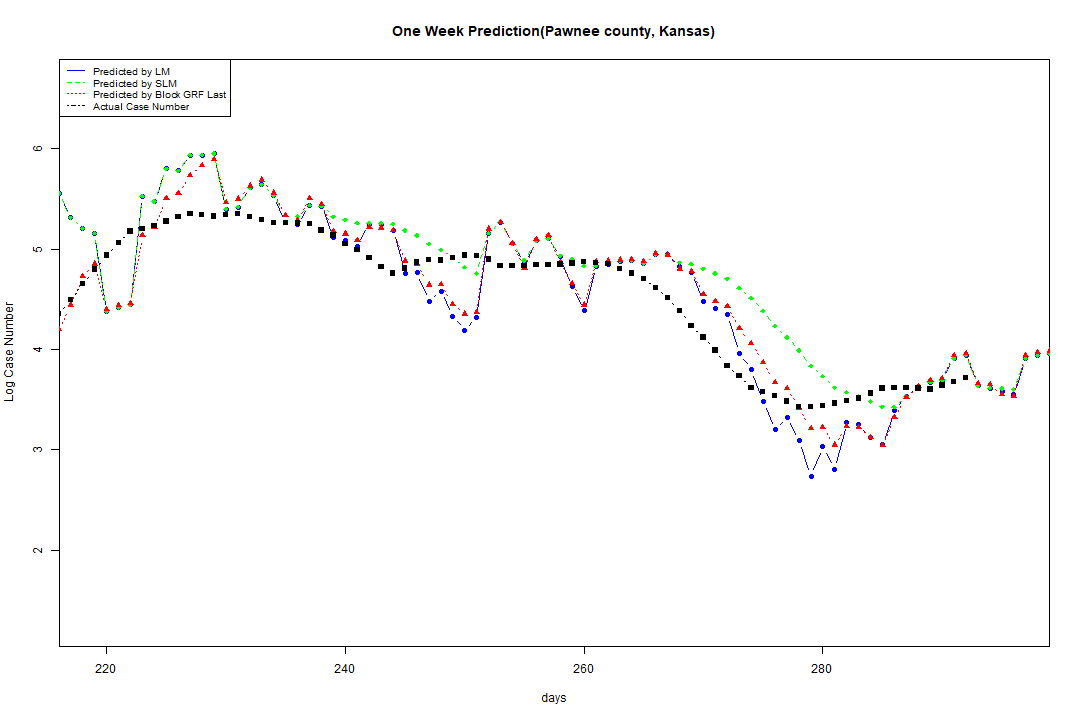 One Week Prediction(Pawnee county, Kansas)
Predicted by LM
Predicted by SLM
Predicted by Block GRF Last
Actual Case Number
6
5
4
3
2
Log Case Number
220 240 260 280
days